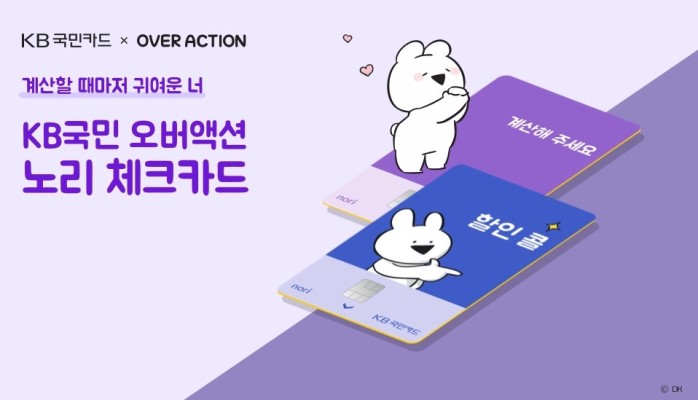 KB국민카드 × OVER ACTION
계산할 때마저 귀여운 너
KB국민 오버액션
노리 체크카드
계산해 주세요
nori
할인 콜
nori
KB국민카드
© DK